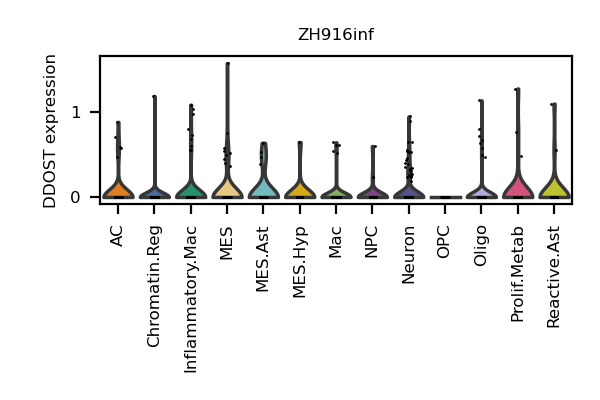 ZH916inf
DDOST expression
1
0
AC
Chromatin.Reg
Inflammatory.Mac
MES
MES.Ast
MES.Hyp
Mac
NPC
Neuron
OPC
Oligo
Prolif.Metab
Reactive.Ast